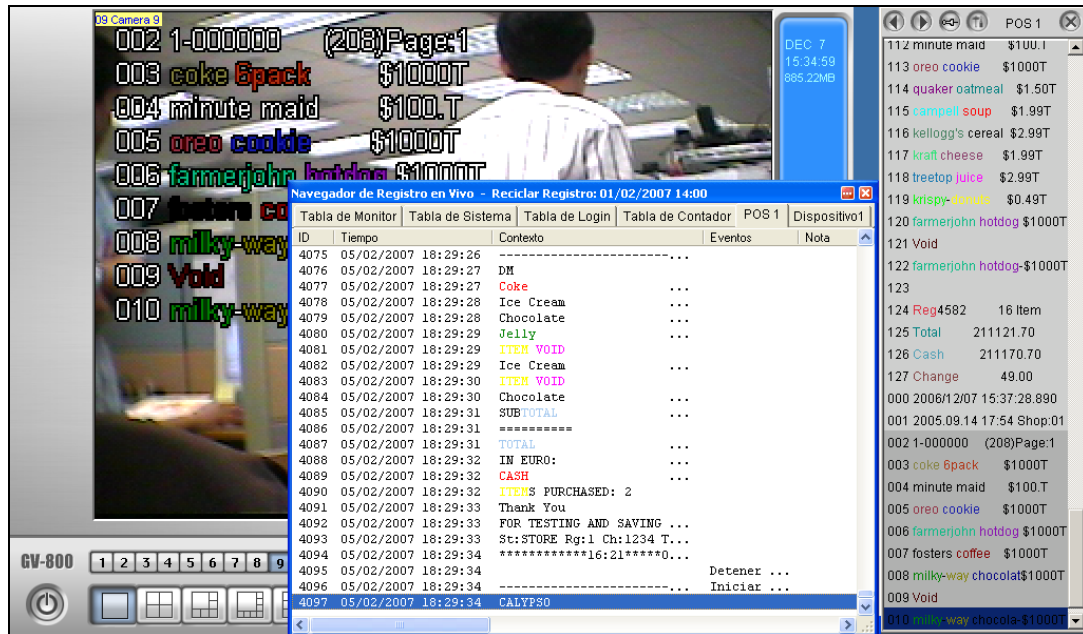 09 Camera 9
002 1-000000 (208)Page:1
003 coke 6pack $1000T
004 minute maid $100.T
005 oreo cookie $1000T
006 farmerjohn hotdog $1000T
007 fosters co
008 milky-way
009 Void
010 milky-way
DEC 7
15:34:59
885.22MB
GV-800
1 2 3 4 5 6 7 8 9
Navegador de Registro en Vivo - Reciclar Registro: 01/02/2007 14:00
Tabla de Monitor Tabla de Sistema Tabla de Login Tabla de Contador POS 1 Dispositivo1
ID Tiempo Contexto Eventos Nota
4075 05/02/2007 18:29:26 -------------------------...
4076 05/02/2007 18:29:27 DM
4077 05/02/2007 18:29:27 Coke ...
4078 05/02/2007 18:29:28 Ice Cream ...
4079 05/02/2007 18:29:28 Chocolate ...
4080 05/02/2007 18:29:29 Jelly ...
4081 05/02/2007 18:29:29 ITEM VOID
4082 05/02/2007 18:29:29 Ice Cream ...
4083 05/02/2007 18:29:30 ITEM VOID
4084 05/02/2007 18:29:30 Chocolate ...
4085 05/02/2007 18:29:31 SUBTOTAL ...
4086 05/02/2007 18:29:31 ==========
4087 05/02/2007 18:29:31 TOTAL ...
4088 05/02/2007 18:29:32 IN EURO: ...
4089 05/02/2007 18:29:32 CASH ...
4090 05/02/2007 18:29:32 ITEMS PURCHASED: 2
4091 05/02/2007 18:29:33 Thank You
4092 05/02/2007 18:29:33 FOR TESTING AND SAVING ...
4093 05/02/2007 18:29:33 St:STORE Rg:1 Ch:1234 T...
4094 05/02/2007 18:29:34 ************16:21*****0...
4095 05/02/2007 18:29:34 Detener ...
4096 05/02/2007 18:29:34 -------------------------... Iniciar ...
4097 05/02/2007 18:29:34 CALYPSO
POS 1
112 minute maid $100.T
113 oreo cookie $1000T
114 quaker oatmeal $1.50T
115 campell soup $1.99T
116 kellogg's cereal $2.99T
117 kraft cheese $1.99T
118 treetop juice $2.99T
119 krispy-donuts $0.49T
120 farmerjohn hotdog $1000T
121 Void
122 farmerjohn hotdog-$1000T
123
124 Reg4582 16 Item
125 Total 211121.70
126 Cash 211170.70
127 Change 49.00
000 2006/12/07 15:37:28.890
001 2005.09.14 17:54 Shop:01
002 1-000000 (208)Page:1
003 coke 6pack $1000T
004 minute maid $100.T
005 oreo cookie $1000T
006 farmerjohn hotdog $1000T
007 fosters coffee $1000T
008 milky-way chocolat$1000T
009 Void
010 milky-way chocola-$1000T